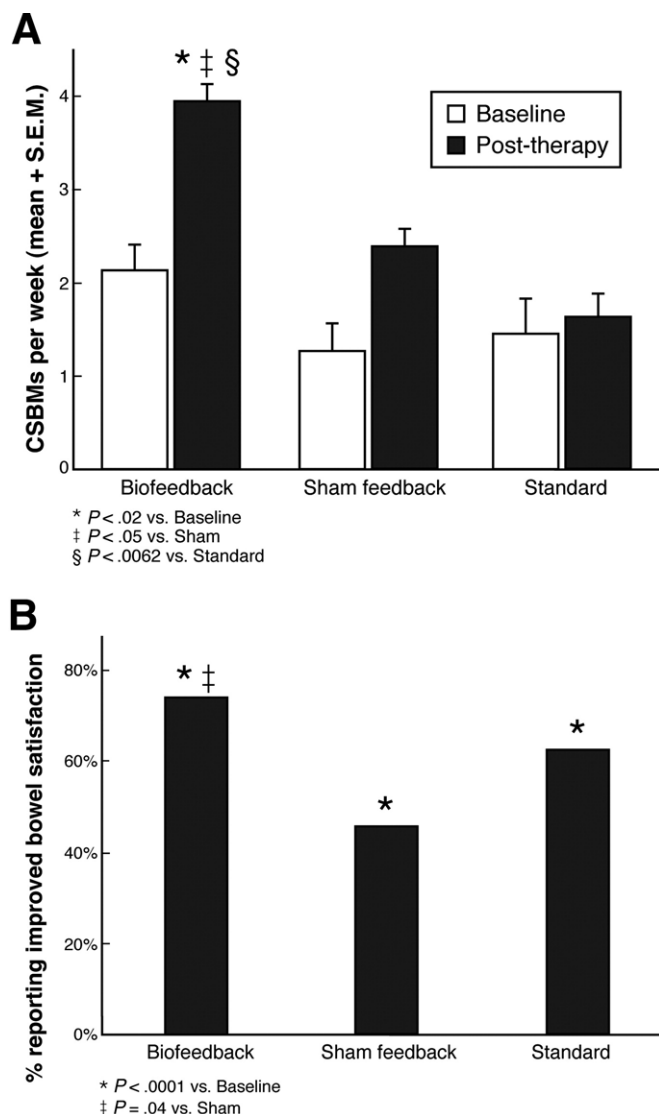 A
* ‡ §
CSBMs per week (mean + S.E.M.)
4
3
2
1
0
Baseline
Post-therapy
Biofeedback Sham feedback Standard
* P < .02 vs. Baseline
‡ P < .05 vs. Sham
§ P < .0062 vs. Standard
B
% reporting improved bowel satisfaction
80%
60%
40%
20%
0%
* ‡
*
*
Biofeedback Sham feedback Standard
* P < .0001 vs. Baseline
‡ P = .04 vs. Sham